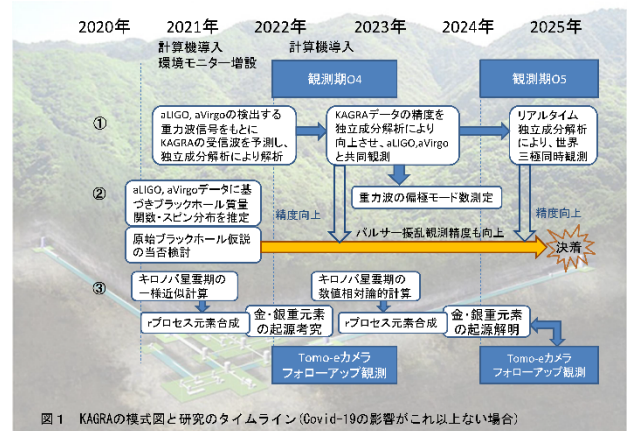 2020年 2021年 2022年 2023年 2024年 2025年
計算機導入
環境モニター増設
計算機導入
観測期O4
観測期O5
①
aLIGO, aVirgoの検出する
重力波信号をもとに
KAGRAの受信波を予測し、
独立成分解析により解析
KAGRAデータの精度を
独立成分解析により
向上させ、aLIGO,aVirgo
と共同観測
リアルタイム
独立成分解析
により、世界
三極同時観測
重力波の偏極モード数測定
②
aLIGO, aVirgoデータに基
づきブラックホール質量
関数・スピン分布を推定
精度向上
精度向上
原始ブラックホール仮説
の当否検討
パルサー擾乱観測精度も向上
決着
③
キロノバ星雲期の
一様近似計算
キロノバ星雲期の
数値相対論的計算
rプロセス元素合成
金・銀重元素
の起源考究
rプロセス元素合成
金・銀重元素
の起源解明
Tomo-eカメラ
フォローアップ観測
Tomo-eカメラ
フォローアップ観測
図１ KAGRAの模式図と研究のタイムライン(Covid-19の影響がこれ以上ない場合)